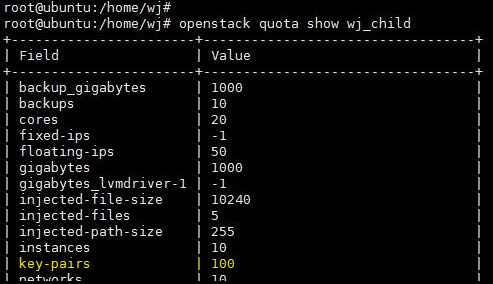 root@ubuntu:/home/wj#
root@ubuntu:/home/wj# openstack quota show wj_child
+-----------------------+---------------------------------+
| Field | Value |
+-----------------------+---------------------------------+
| backup_gigabytes | 1000
| backups | 10
| cores | 20
| fixed-ips | -1
| floating-ips | 50
| gigabytes | 1000
| gigabytes_lvmdriver-1 | -1
| injected-file-size | 10240
| injected-files | 5
| injected-path-size | 255
| instances | 10
| key-pairs | 100
| networks | 10